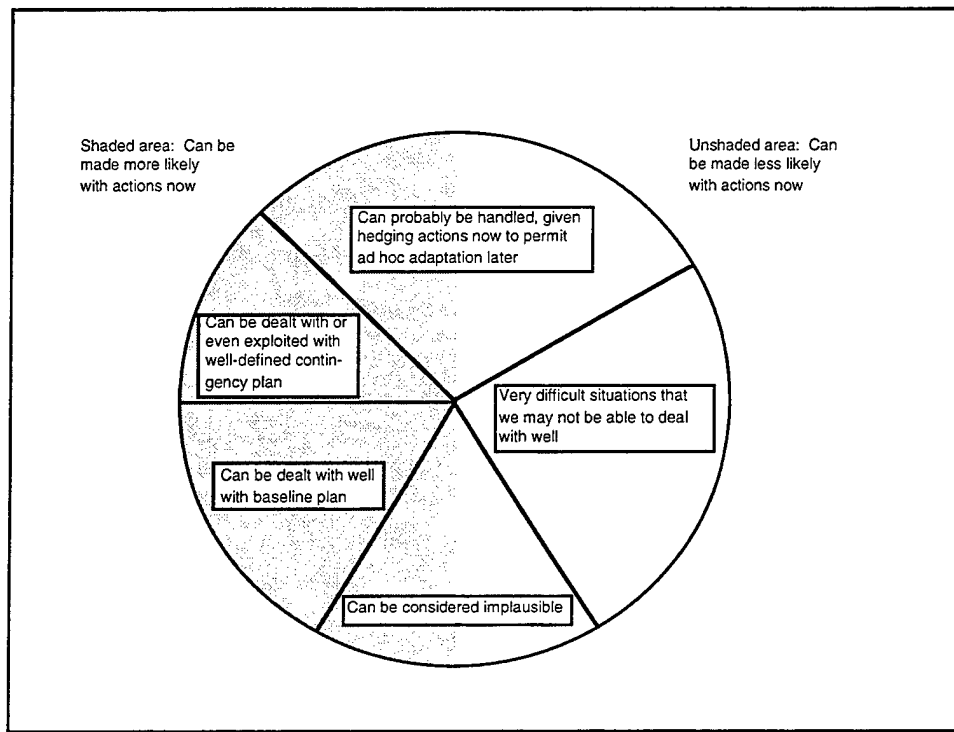 Shaded area: Can be
made more likely
with actions now
Unshaded area: Can
be made less likely
with actions now
Can probably be handled, given
hedging actions now to permit
ad hoc adaptation later
Can be dealt with or
even exploited with
well-defined contin-
gency plan
Very difficult situations that
we may not be able to deal
with well
Can be dealt with well
with baseline plan
Can be considered implausible